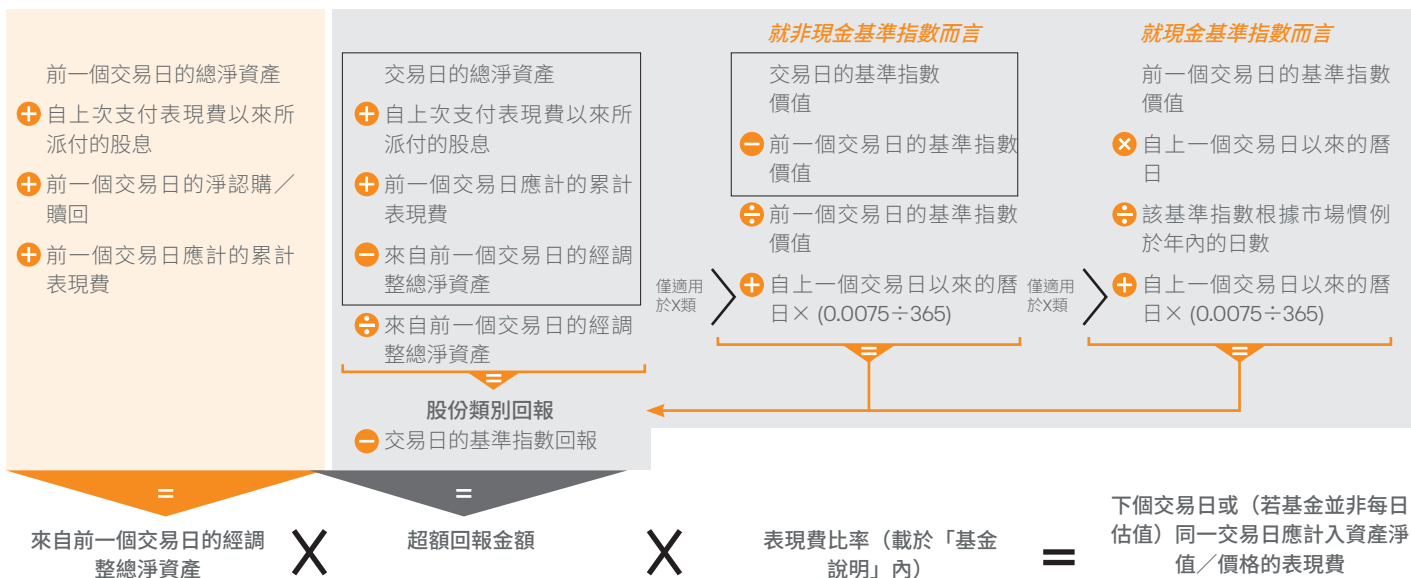 前一個交易日的總淨資產
+ 自上次支付表現費以來所
派付的股息
+ 前一個交易日的淨認購／
贖回
+ 前一個交易日應計的累計
表現費
=
來自前一個交易日的經調
整總淨資產
×
交易日的總淨資產
+ 自上次支付表現費以來所
派付的股息
+ 前一個交易日應計的累計
表現費
− 來自前一個交易日的經調
整總淨資產
÷ 來自前一個交易日的經調
整總淨資產
=
股份類別回報
− 交易日的基準指數回報
=
超額回報金額
就非現金基準指數而言
交易日的基準指數
價值
− 前一個交易日的基準指數
價值
÷ 前一個交易日的基準指數
價值
僅適用
於X類
+ 自上一個交易日以來的曆
日× (0.0075÷365)
=
就現金基準指數而言
前一個交易日的基準指數
價值
× 自上一個交易日以來的曆
日
÷ 該基準指數根據市場慣例
於年內的日數
僅適用
於X類
+ 自上一個交易日以來的曆
日× (0.0075÷365)
=
×
表現費比率（載於「基金
說明」內）
=
下個交易日或（若基金並非每日
估值）同一交易日應計入資產淨
值／價格的表現費